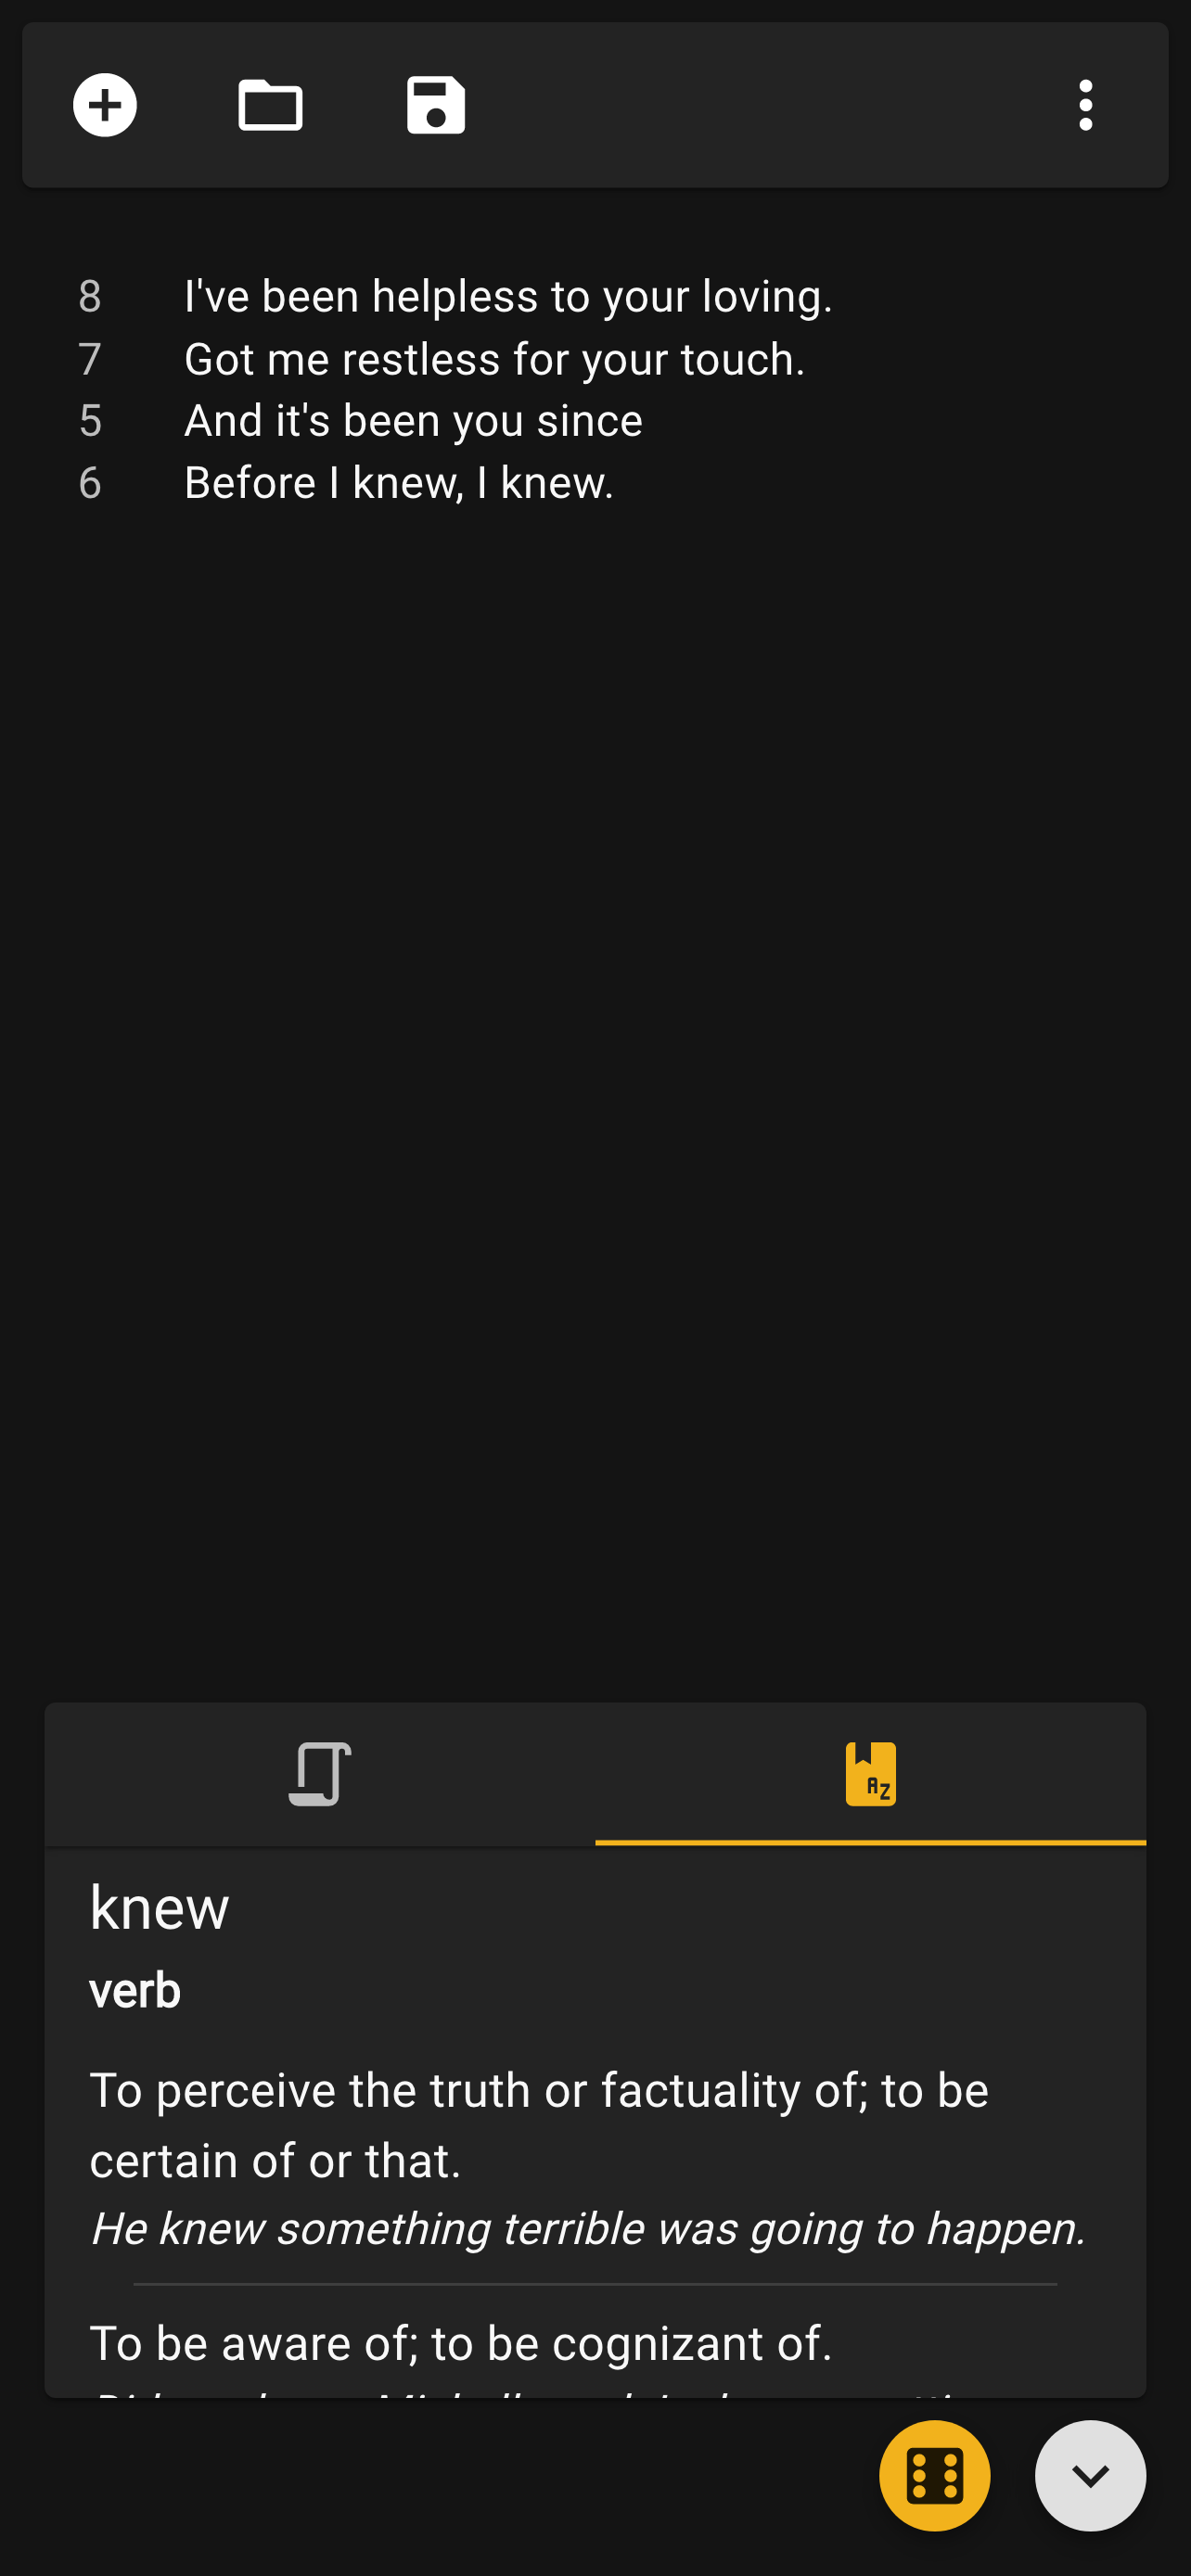 8 I've been helpless to your loving.
7 Got me restless for your touch.
5 And it's been you since
6 Before I knew, I knew.
AZ
knew
verb
To perceive the truth or factuality of; to be
certain of or that.
He knew something terrible was going to happen.
To be aware of; to be cognizant of.